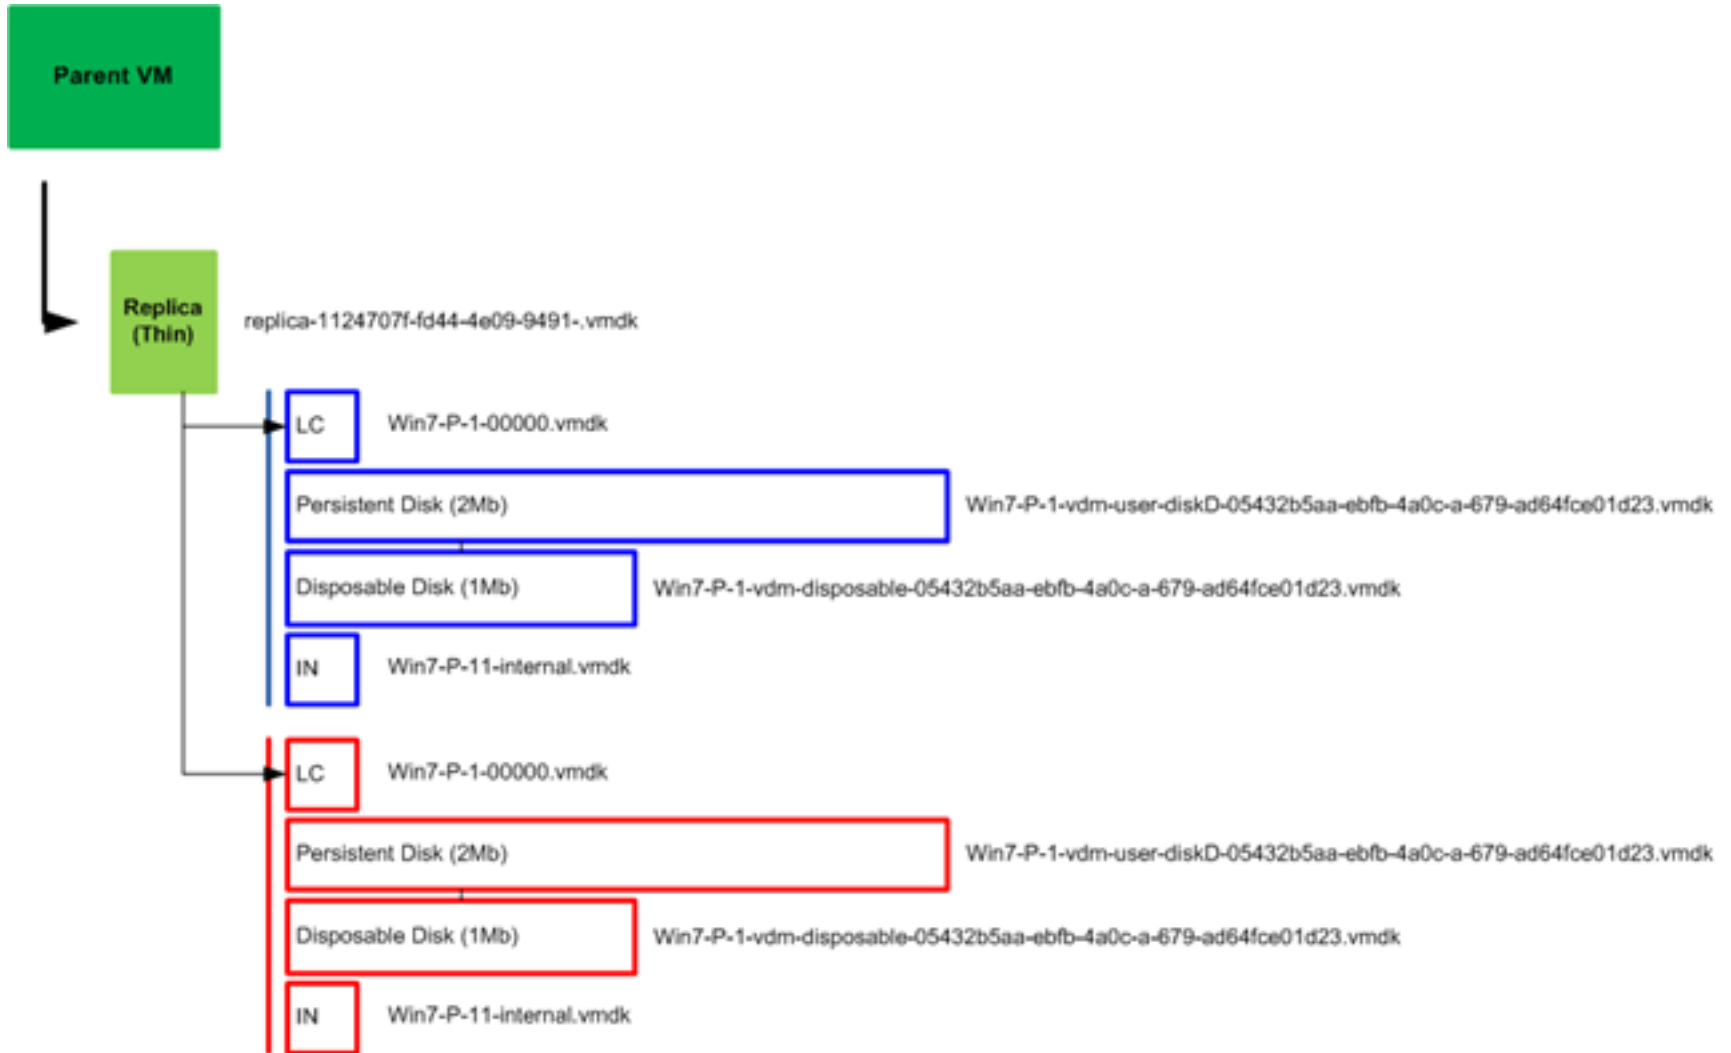 Parent VM
Replica
(Thin)
replica-1124707f-fd44-4e09-9491-.vmdk
LC
Win7-P-1-00000.vmdk
Persistent Disk (2Mb)
Win7-P-1-vdm-user-diskD-05432b5aa-ebfb-4a0c-a-679-ad64fce01d23.vmdk
Disposable Disk (1Mb)
Win7-P-1-vdm-disposable-05432b5aa-ebfb-4a0c-a-679-ad64fce01d23.vmdk
IN
Win7-P-11-internal.vmdk
LC
Win7-P-1-00000.vmdk
Persistent Disk (2Mb)
Win7-P-1-vdm-user-diskD-05432b5aa-ebfb-4a0c-a-679-ad64fce01d23.vmdk
Disposable Disk (1Mb)
Win7-P-1-vdm-disposable-05432b5aa-ebfb-4a0c-a-679-ad64fce01d23.vmdk
IN
Win7-P-11-internal.vmdk